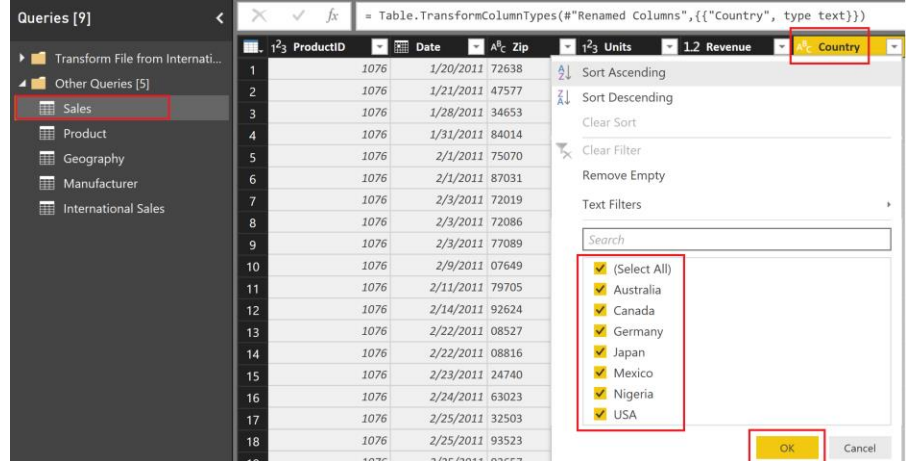 Queries [9]
fx = Table.TransformColumnTypes(#"Renamed Columns",{{"Country", type text}})
Transform File from Internati...
Other Queries [5]
Sales
Product
Geography
Manufacturer
International Sales
1²3 ProductID Date ABC Zip 1²3 Units 1.2 Revenue ABC Country
1 1076 1/20/2011 72638
2 1076 1/21/2011 47577
3 1076 1/28/2011 34653
4 1076 1/31/2011 84014
5 1076 2/1/2011 75070
6 1076 2/1/2011 87031
7 1076 2/3/2011 72019
8 1076 2/3/2011 72086
9 1076 2/3/2011 77089
10 1076 2/9/2011 07649
11 1076 2/11/2011 79705
12 1076 2/14/2011 92624
13 1076 2/22/2011 08527
14 1076 2/22/2011 08816
15 1076 2/23/2011 24740
16 1076 2/24/2011 63023
17 1076 2/25/2011 32503
18 1076 2/25/2011 93523
Sort Ascending
Sort Descending
Clear Sort
Clear Filter
Remove Empty
Text Filters
Search
(Select All)
Australia
Canada
Germany
Japan
Mexico
Nigeria
USA
OK Cancel